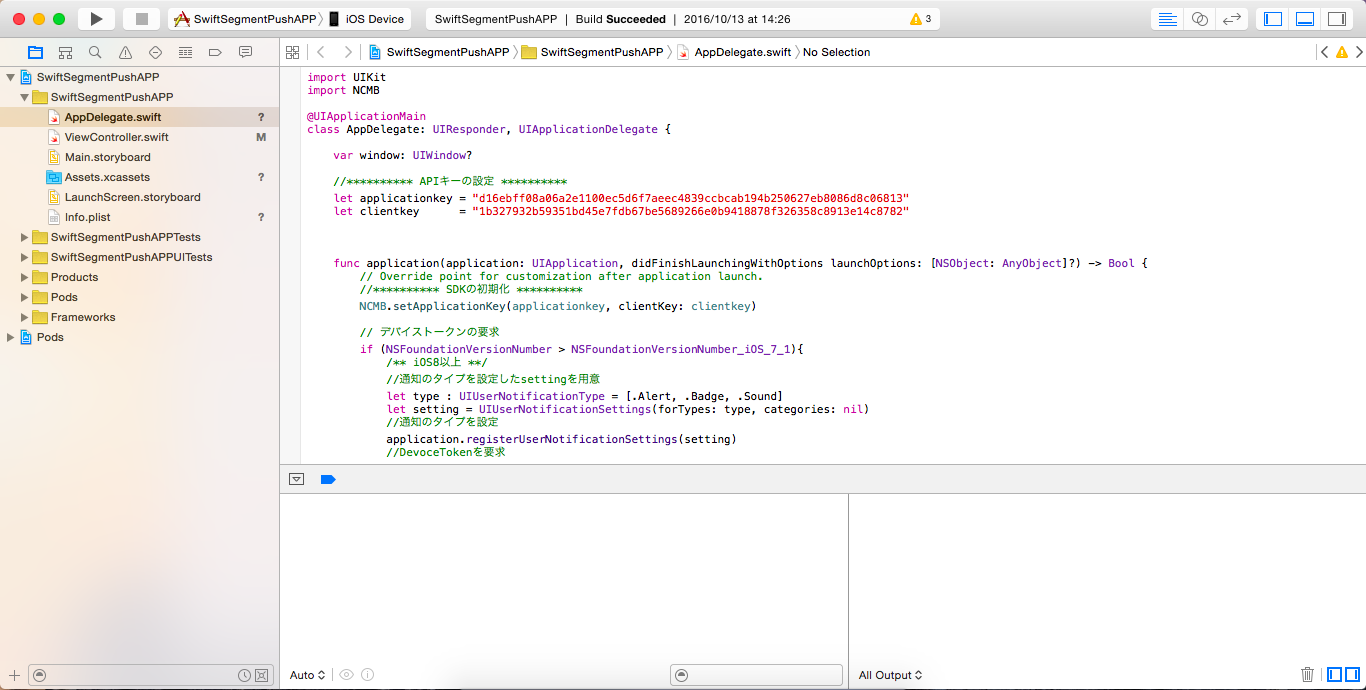 SwiftSegmentPushAPP iOS Device
SwiftSegmentPushAPP | Build Succeeded | 2016/10/13 at 14:26
3
SwiftSegmentPushAPP
SwiftSegmentPushAPP
AppDelegate.swift ?
ViewController.swift M
Main.storyboard
Assets.xcassets ?
LaunchScreen.storyboard
Info.plist ?
SwiftSegmentPushAPPTests
SwiftSegmentPushAPPUITests
Products
Pods
Frameworks
Pods
SwiftSegmentPushAPP SwiftSegmentPushAPP AppDelegate.swift No Selection
import UIKit
import NCMB
@UIApplicationMain
class AppDelegate: UIResponder, UIApplicationDelegate {
var window: UIWindow?
//********** APIキーの設定 **********
let applicationkey = "d16ebff08a06a2e1100ec5d6f7aeec4839ccbcab194b250627eb8086d8c06813"
let clientkey      = "1b327932b59351bd45e7fdb67be5689266e0b9418878f326358c8913e14c8782"
func application(application: UIApplication, didFinishLaunchingWithOptions launchOptions: [NSObject: AnyObject]?) -> Bool {
// Override point for customization after application launch.
//********** SDKの初期化 **********
NCMB.setApplicationKey(applicationkey, clientKey: clientkey)
// デバイストークンの要求
if (NSFoundationVersionNumber > NSFoundationVersionNumber_iOS_7_1){
/** iOS8以上 **/
//通知のタイプを設定したsettingを用意
let type : UIUserNotificationType = [.Alert, .Badge, .Sound]
let setting = UIUserNotificationSettings(forTypes: type, categories: nil)
//通知のタイプを設定
application.registerUserNotificationSettings(setting)
//DevoceTokenを要求
Auto
All Output